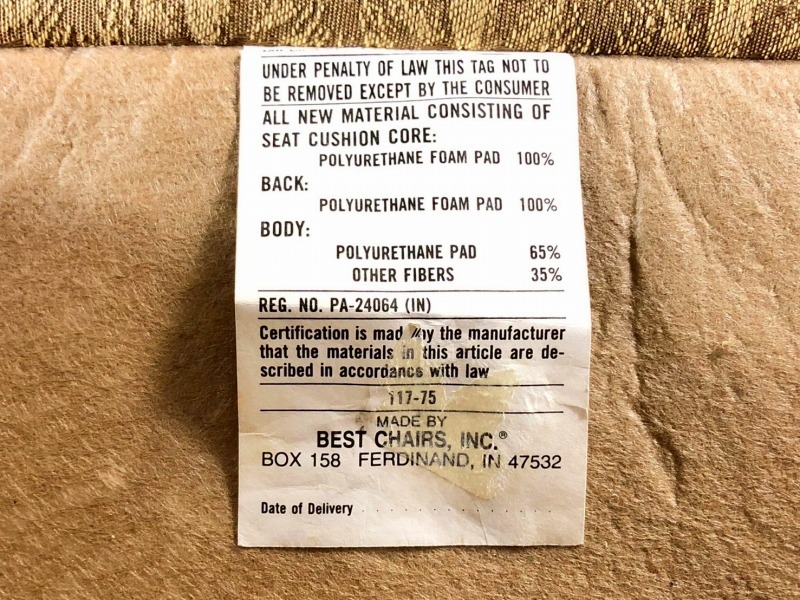 UNDER PENALTY OF LAW THIS TAG NOT TO
BE REMOVED EXCEPT BY THE CONSUMER
ALL NEW MATERIAL CONSISTING OF
SEAT CUSHION CORE:
POLYURETHANE FOAM PAD 100%
BACK:
POLYURETHANE FOAM PAD 100%
BODY:
POLYURETHANE PAD 65%
OTHER FIBERS 35%
REG. NO. PA-24064 (IN)
Certification is mad by the manufacturer
that the materials in this article are de-
scribed in accordance with law
117-75
MADE BY
BEST CHAIRS, INC.®
BOX 158 FERDINAND, IN 47532
Date of Delivery . . . . . . . . . . . . . .